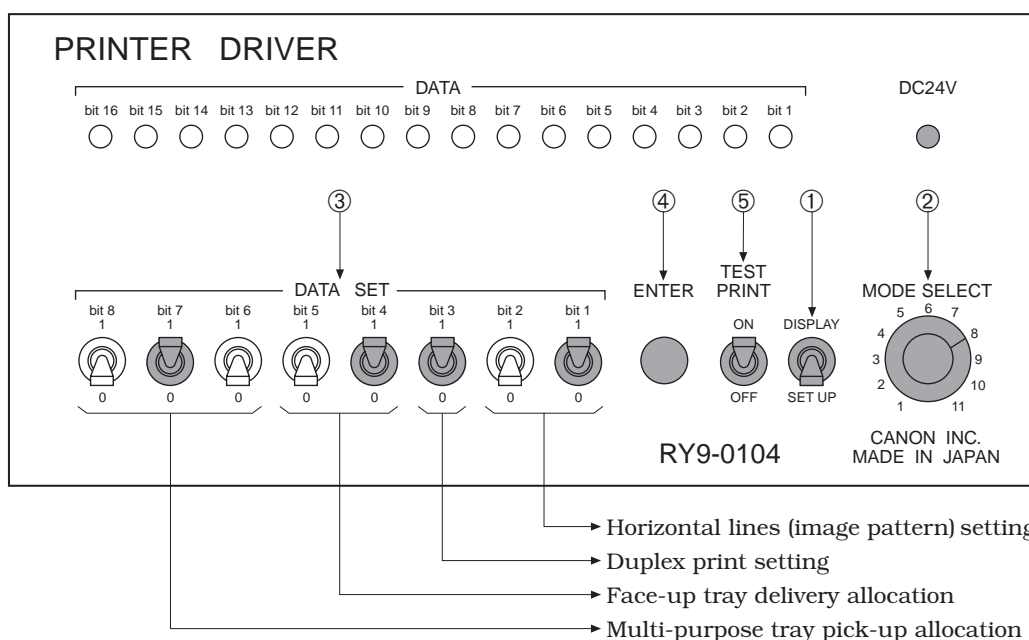 PRINTER DRIVER
DATA
DC24V
bit 16 bit 15 bit 14 bit 13 bit 12 bit 11 bit 10 bit 9 bit 8 bit 7 bit 6 bit 5 bit 4 bit 3 bit 2 bit 1
③ ④ ⑤ ① ②
DATA SET
ENTER
TEST
PRINT
MODE SELECT
bit 8 bit 7 bit 6 bit 5 bit 4 bit 3 bit 2 bit 1
1 1 1 1 1 1 1 1
ON
DISPLAY
0 0 0 0 0 0 0 0
OFF
SET UP
1 2 3 4 5 6 7 8 9 10 11
RY9-0104
CANON INC.
MADE IN JAPAN
Horizontal lines (image pattern) setting
Duplex print setting
Face-up tray delivery allocation
Multi-purpose tray pick-up allocation